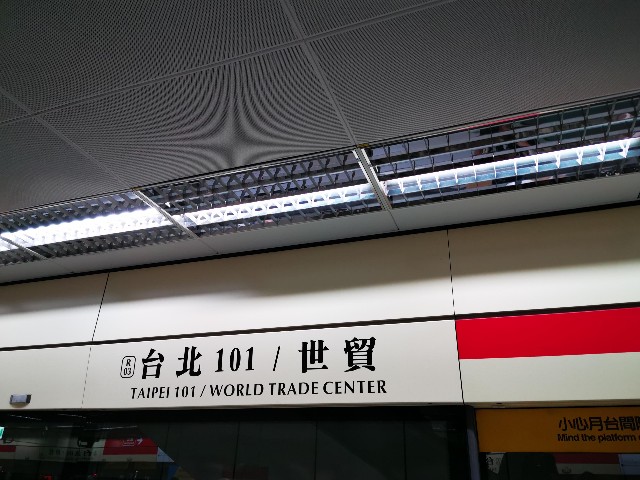 R 03 台北101 / 世貿
TAIPEI 101 / WORLD TRADE CENTER
小心月台間
Mind the platform